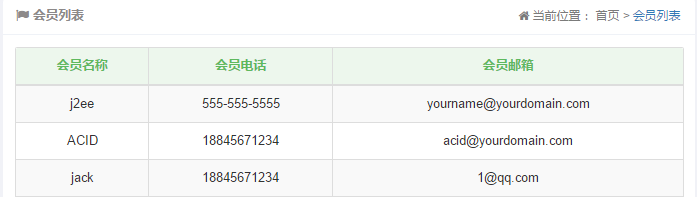 会员列表 当前位置： 首页 > 会员列表
会员名称 会员电话 会员邮箱
j2ee 555-555-5555 yourname@yourdomain.com
ACID 18845671234 acid@yourdomain.com
jack 18845671234 1@qq.com